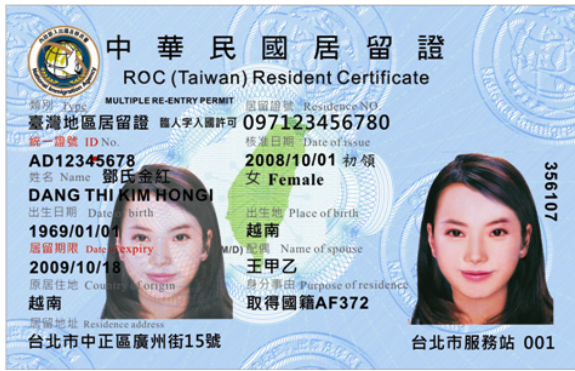 中華民國居留證
ROC (Taiwan) Resident Certificate
類別 Type MULTIPLE RE-ENTRY PERMIT 居留證號 Residence NO.
臺灣地區居留證 臨人字入國許可 097123456780
統一證號 ID No. 核准日期 Date of issue
AD12345678 2008/10/01 初領
姓名 Name 鄧氏金紅 女 Female
DANG THI KIM HONGI
出生日期 Date of birth 出生地 Place of birth
1969/01/01 越南
居留期限 Date of expiry M/D) 配偶 Name of spouse
2009/10/18 王甲乙
原居住地 Country of origin 身分事由 Purpose of residence
越南 取得國籍AF372
居留地址 Residence address
台北市中正區廣州街15號 台北市服務站 001
356107